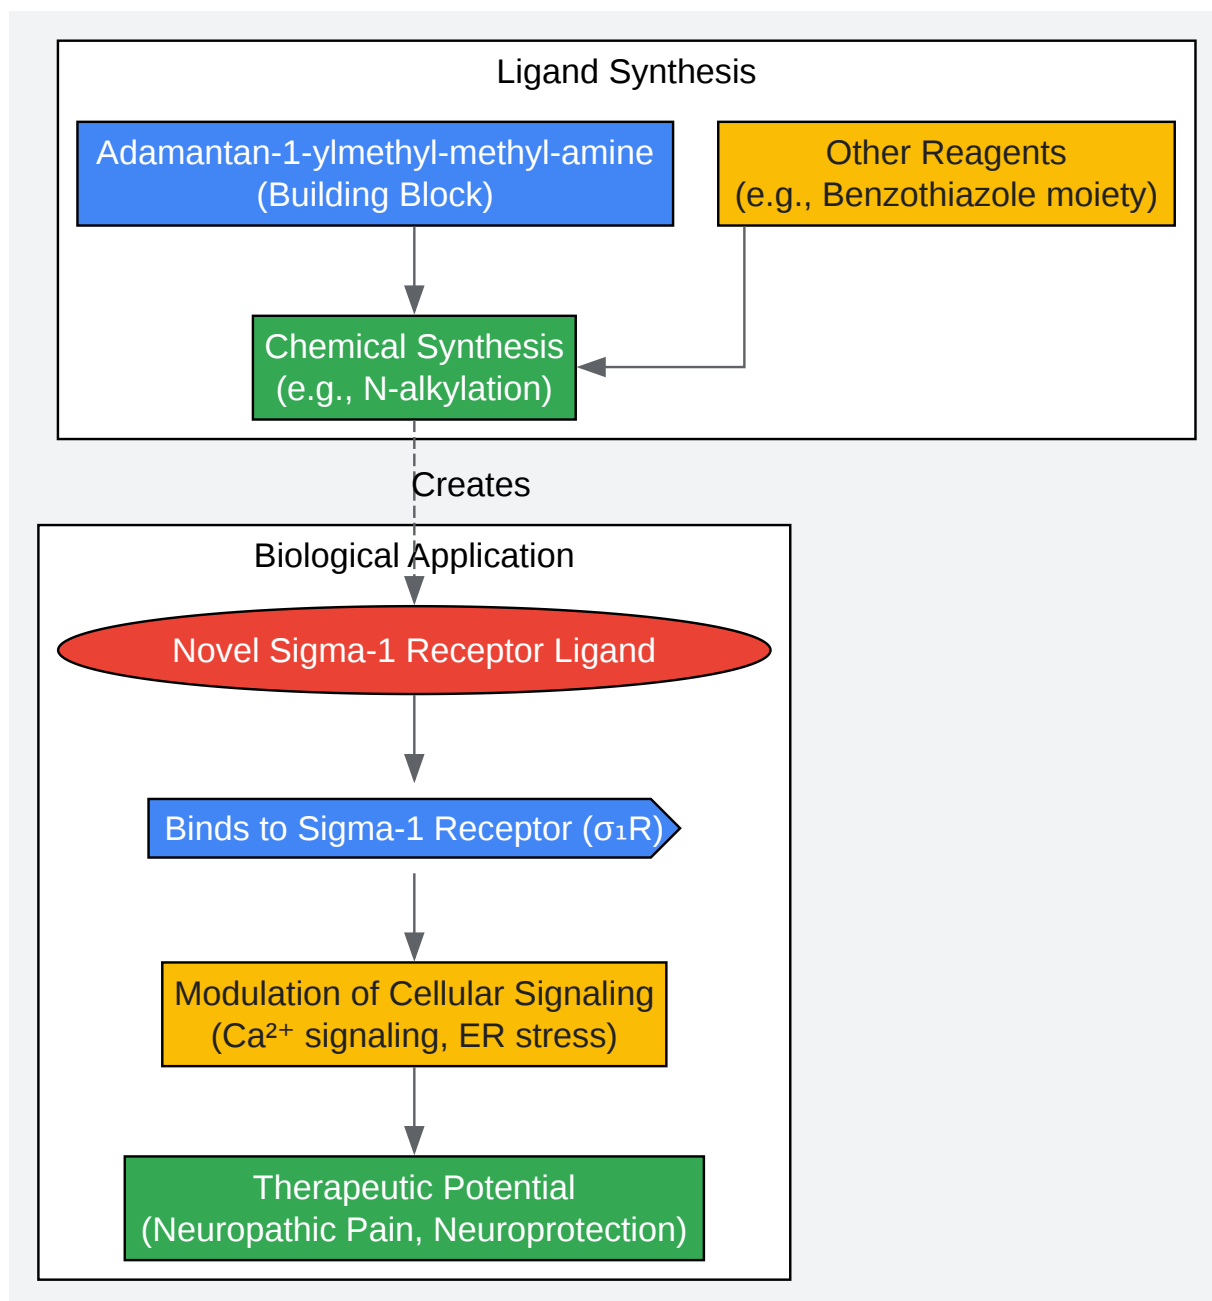 Ligand Synthesis
Adamantan-1-ylmethyl-methyl-amine
(Building Block)
Other Reagents
(e.g., Benzothiazole moiety)
Chemical Synthesis
(e.g., N-alkylation)
Creates
Biological Application
Novel Sigma-1 Receptor Ligand
Binds to Sigma-1 Receptor (σ₁R)
Modulation of Cellular Signaling
(Ca²⁺ signaling, ER stress)
Therapeutic Potential
(Neuropathic Pain, Neuroprotection)